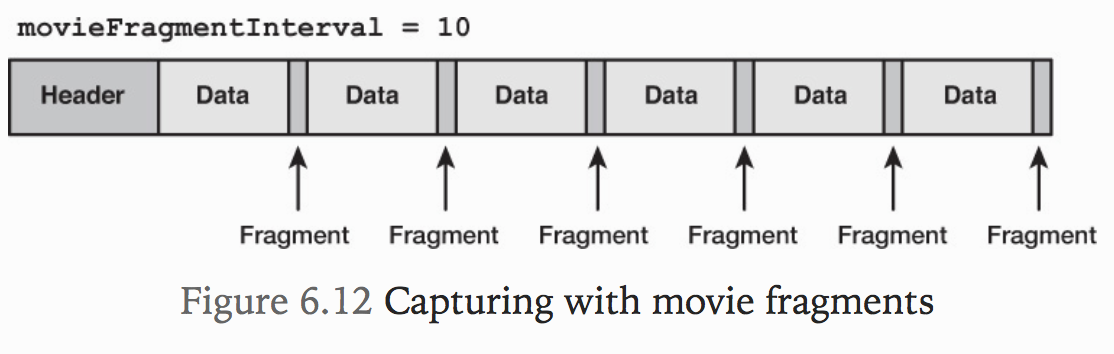 movieFragmentInterval = 10
Header Data Data Data Data Data Data
Fragment Fragment Fragment Fragment Fragment Fragment
Figure 6.12 Capturing with movie fragments